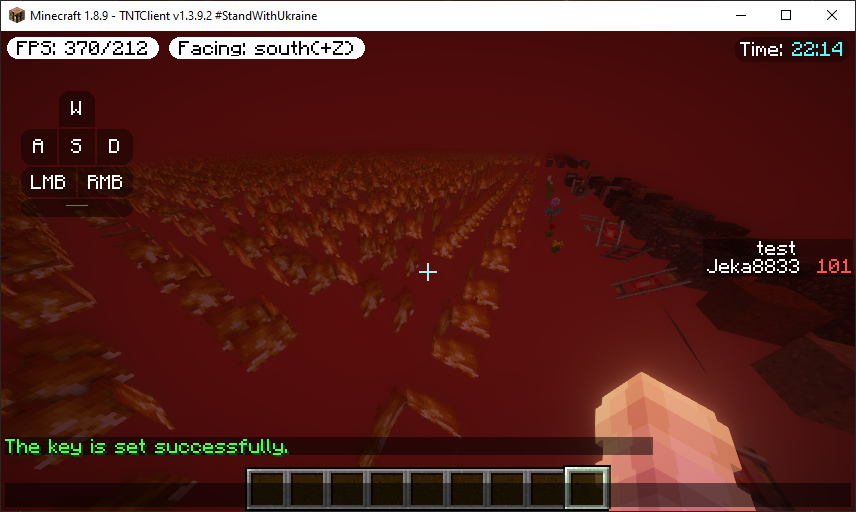 Minecraft 1.8.9 - TNTClient v1.3.9.2 #StandWithUkraine
FPS: 370/212
Facing: south(+Z)
Time: 22:14
W
A S D
LMB RMB
test
Jeka8833 101
The key is set successfully.